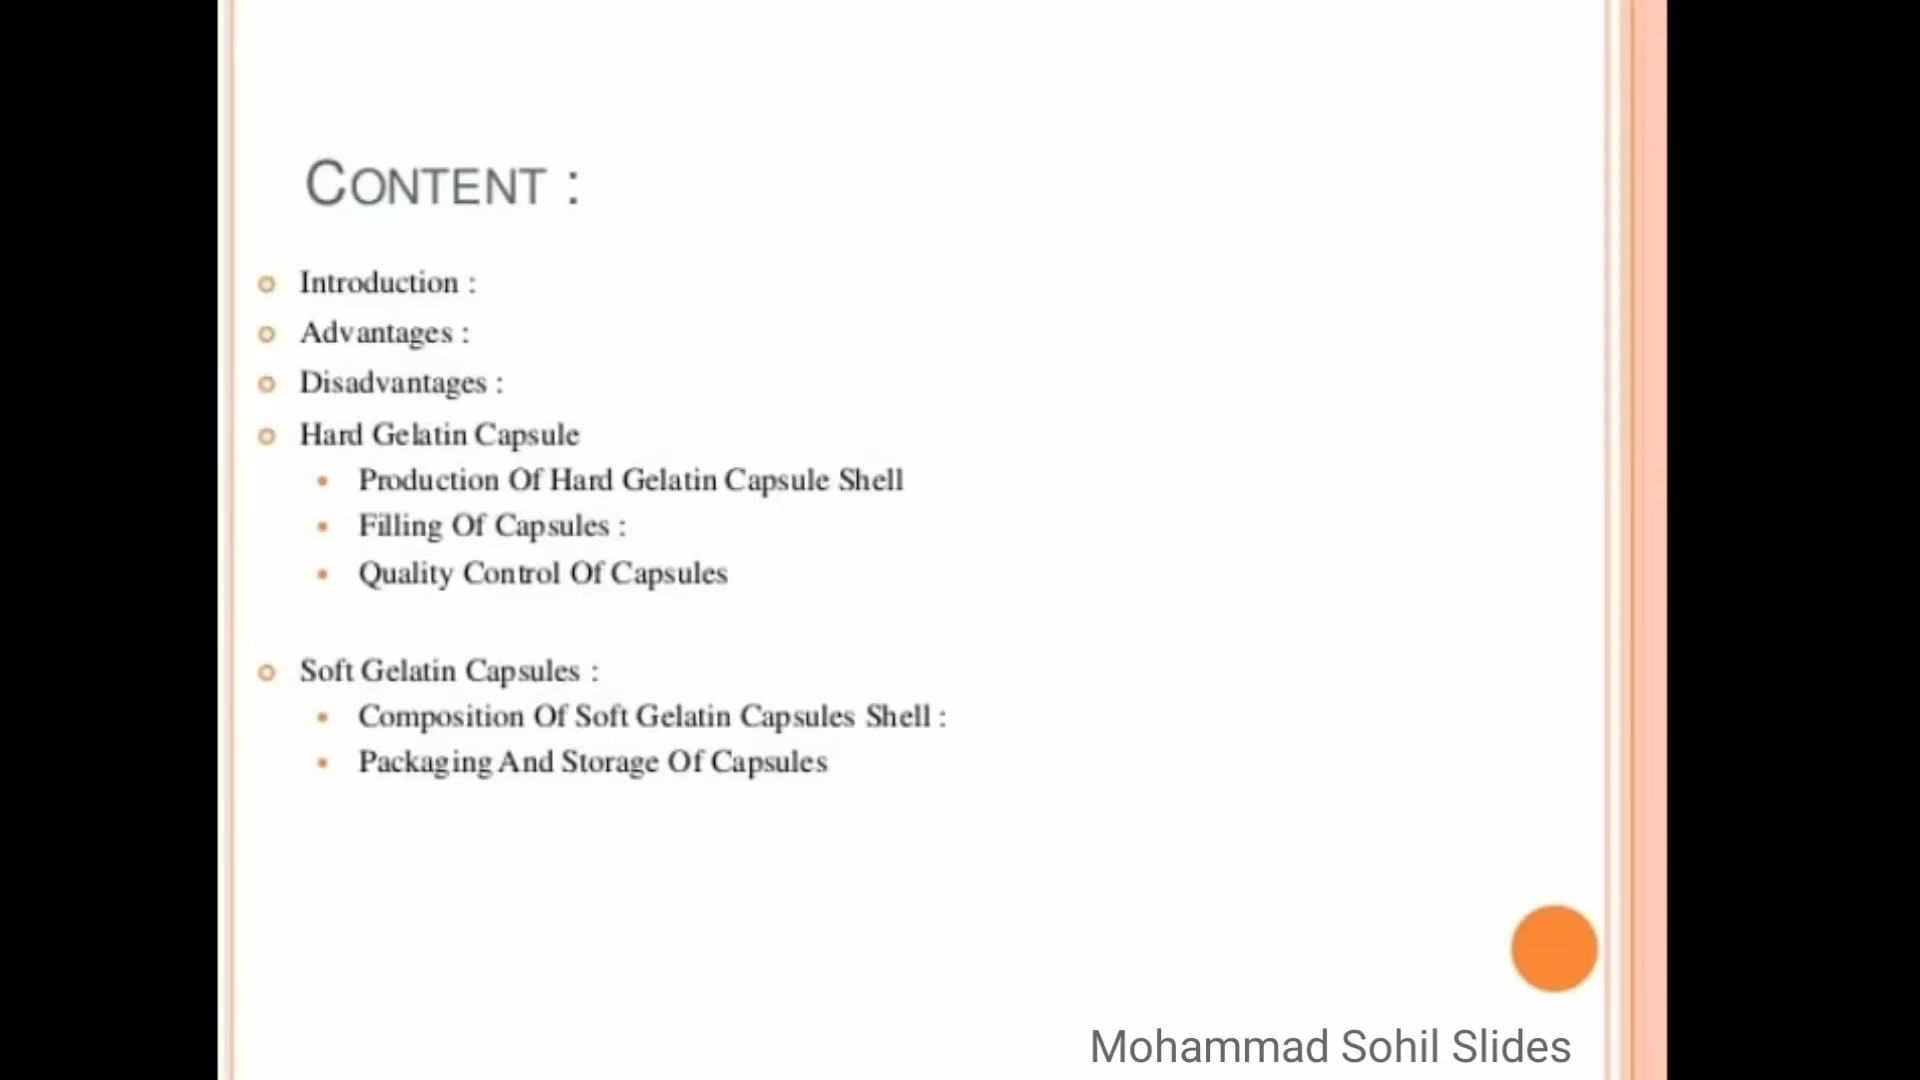 CONTENT :
Introduction :
Advantages :
Disadvantages :
Hard Gelatin Capsule
Production Of Hard Gelatin Capsule Shell
Filling Of Capsules :
Quality Control Of Capsules
Soft Gelatin Capsules :
Composition Of Soft Gelatin Capsules Shell :
Packaging And Storage Of Capsules
Mohammad Sohil Slides